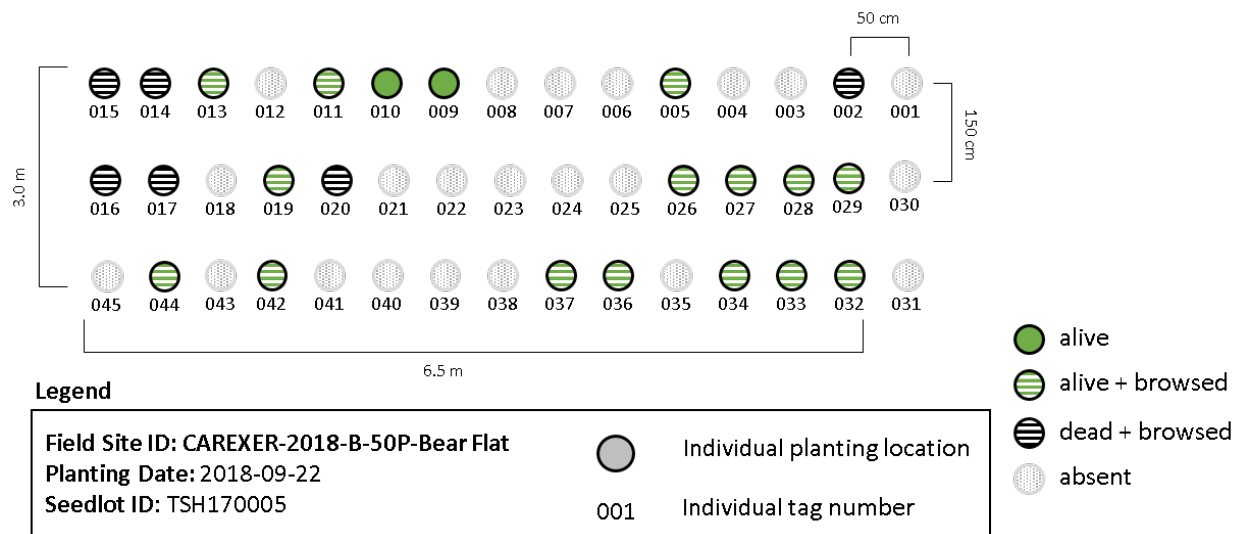 50 cm
015 014 013 012 011 010 009 008 007 006 005 004 003 002 001
150 cm
3.0 m
016 017 018 019 020 021 022 023 024 025 026 027 028 029 030
045 044 043 042 041 040 039 038 037 036 035 034 033 032 031
6.5 m
alive
alive + browsed
dead + browsed
absent
Legend
Field Site ID: CAREXER-2018-B-50P-Bear Flat
Planting Date: 2018-09-22
Seedlot ID: TSH170005
Individual planting location
001 Individual tag number